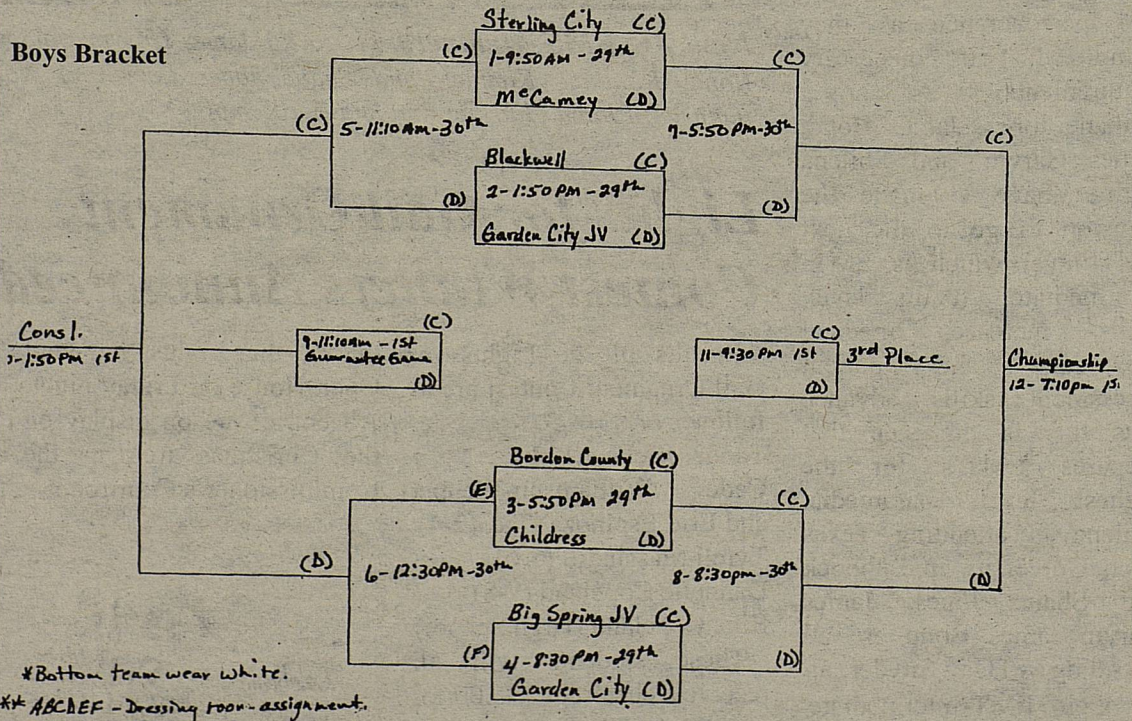 Boys Bracket
Sterling City (C)
(C) 1-9:50AM-29th (C)
McCamey (D)
(C) 5-11:10AM-30th
7-5:50PM-30th (C)
Blackwell (C)
(D) 2-1:50PM-29th (D)
Garden City JV (D)
Consl.
-1:50PM 1st
(C)
9-11:10AM-1st
Guarantee Game
(D)
(C)
11-9:30PM 1st 3rd Place
(D)
Championship
12-7:10pm 1s
Bordon County (C)
(E) 3-5:50PM 29th (C)
Childress (D)
(D) 6-12:30PM-30th
8-8:30pm-30th (D)
Big Spring JV (C)
(F) 4-8:30PM-29th (D)
Garden City (D)
*Bottom team wear white.
** ABCDEF-Dressing room-assignment.